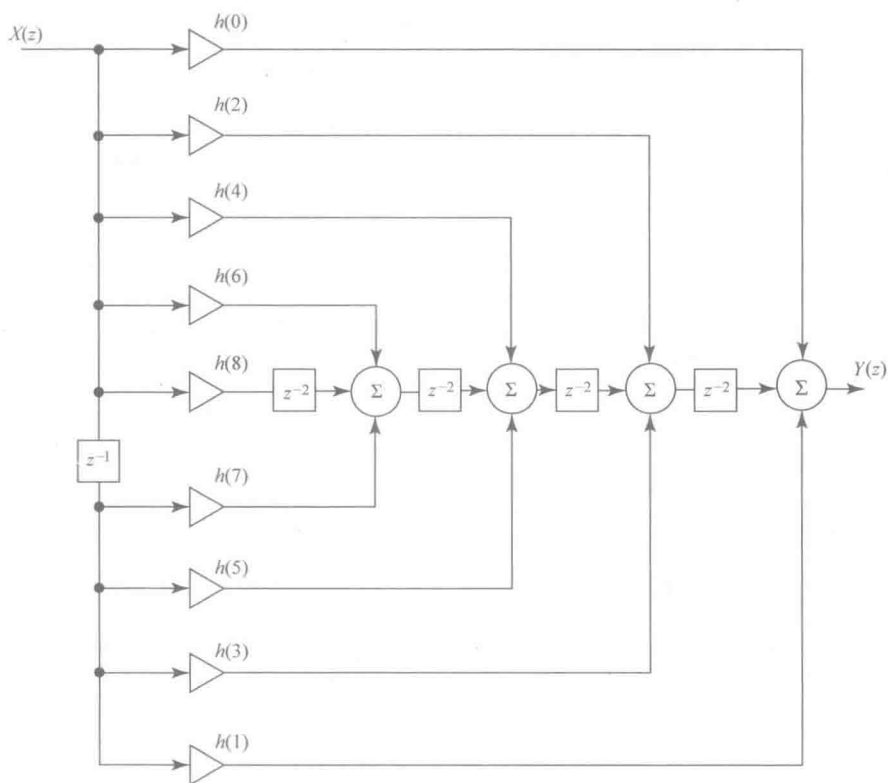 X(z)
h(0)
h(2)
h(4)
h(6)
h(8)
z⁻²
Σ
z⁻²
Σ
z⁻²
Σ
z⁻²
Σ
Y(z)
z⁻¹
h(7)
h(5)
h(3)
h(1)